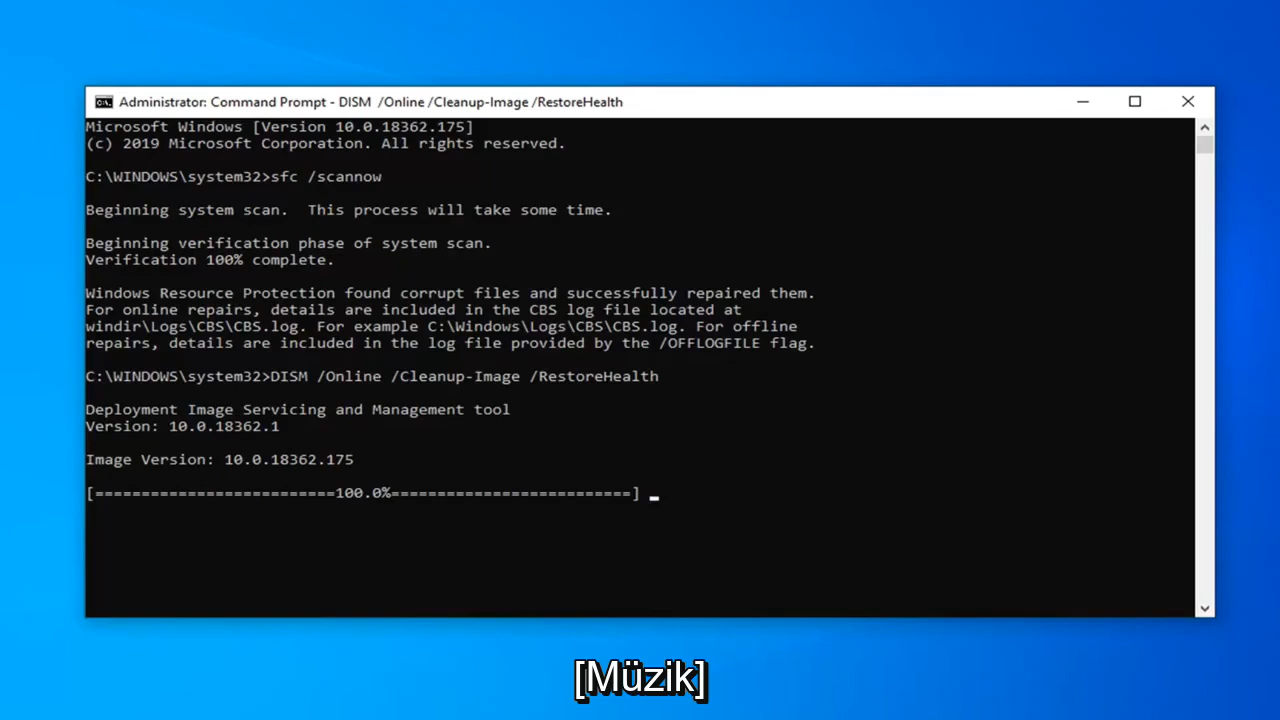 Administrator: Command Prompt - DISM  /Online /Cleanup-Image /RestoreHealth
Microsoft Windows [Version 10.0.18362.175]
(c) 2019 Microsoft Corporation. All rights reserved.
C:\WINDOWS\system32>sfc /scannow
Beginning system scan.  This process will take some time.
Beginning verification phase of system scan.
Verification 100% complete.
Windows Resource Protection found corrupt files and successfully repaired them.
For online repairs, details are included in the CBS log file located at
windir\Logs\CBS\CBS.log. For example C:\Windows\Logs\CBS\CBS.log. For offline
repairs, details are included in the log file provided by the /OFFLOGFILE flag.
C:\WINDOWS\system32>DISM /Online /Cleanup-Image /RestoreHealth
Deployment Image Servicing and Management tool
Version: 10.0.18362.1
Image Version: 10.0.18362.175
[==========================100.0%==========================] _
[Müzik]